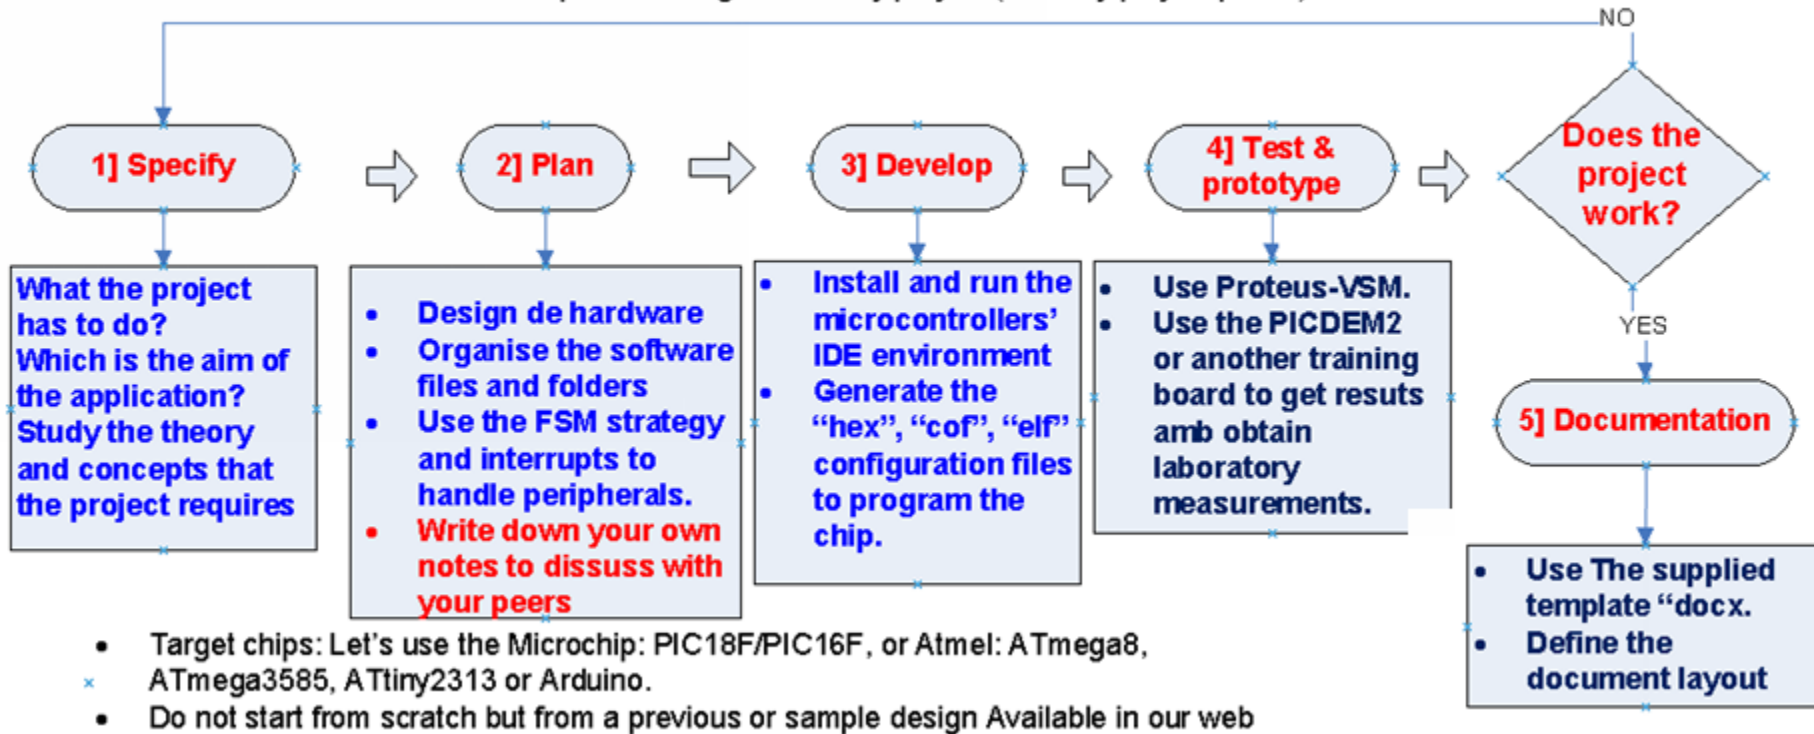 NO
1] Specify
2] Plan
3] Develop
4] Test &
prototype
Does the
project
work?
What the project
has to do?
Which is the aim of
the application?
Study the theory
and concepts that
the project requires
• Design de hardware
• Organise the software
files and folders
• Use the FSM strategy
and interrupts to
handle peripherals.
• Write down your own
notes to dissuss with
your peers
• Install and run the
microcontrollers’
IDE environment
• Generate the
“hex”, “cof”, “elf”
configuration files
to program the
chip.
• Use Proteus-VSM.
• Use the PICDEM2
or another training
board to get resuts
amb obtain
laboratory
measurements.
YES
5] Documentation
• Use The supplied
template “docx.
• Define the
document layout
• Target chips: Let’s use the Microchip: PIC18F/PIC16F, or Atmel: ATmega8,
ATmega3585, ATtiny2313 or Arduino.
• Do not start from scratch but from a previous or sample design Available in our web